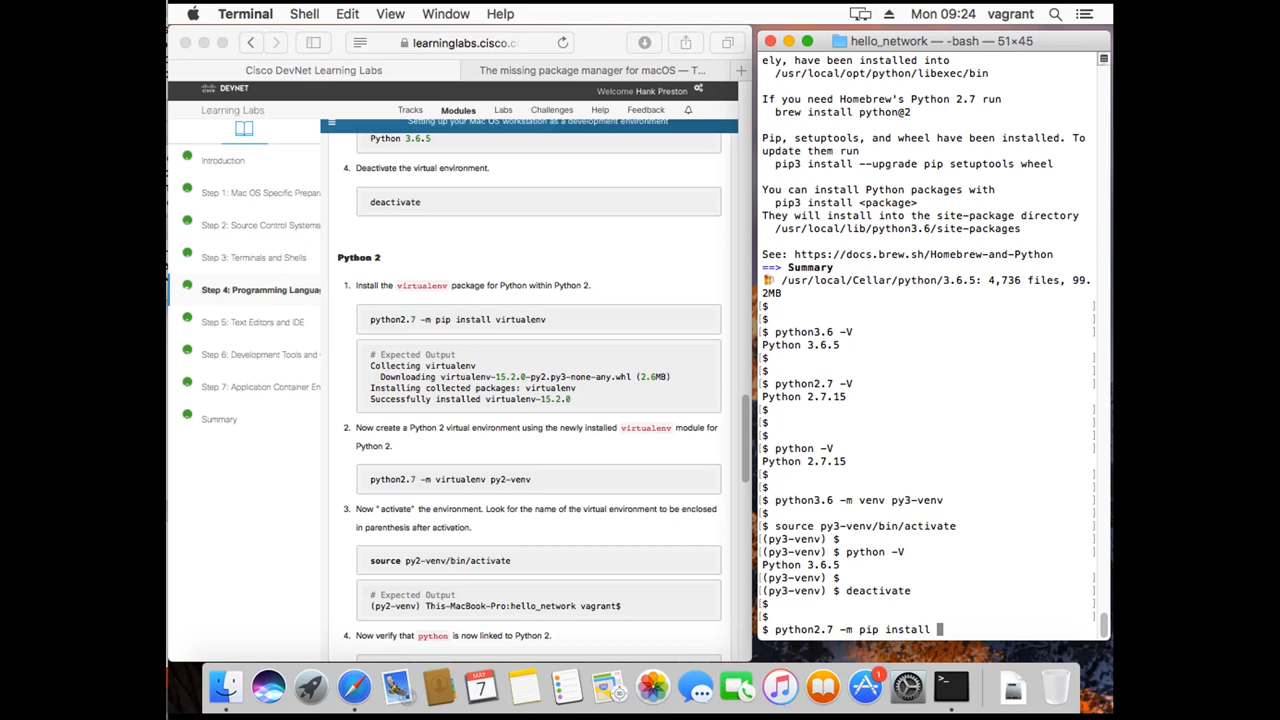 Terminal Shell Edit View Window Help Mon 09:24 vagrant
learninglabs.cisco.c
Cisco DevNet Learning Labs
The missing package manager for macOS — T...
DEVNET
Welcome Hank Preston
Learning Labs
Tracks Modules Labs Challenges Help Feedback
Setting up your Mac OS workstation as a development environment
Introduction
Step 1: Mac OS Specific Prepara
Step 2: Source Control Systems
Step 3: Terminals and Shells
Step 4: Programming Languag
Step 5: Text Editors and IDE
Step 6: Development Tools and
Step 7: Application Container En
Summary
Python 3.6.5
4. Deactivate the virtual environment.
deactivate
Python 2
1. Install the virtualenv package for Python within Python 2.
python2.7 -m pip install virtualenv
# Expected Output
Collecting virtualenv
Downloading virtualenv-15.2.0-py2.py3-none-any.whl (2.6MB)
Installing collected packages: virtualenv
Successfully installed virtualenv-15.2.0
2. Now create a Python 2 virtual environment using the newly installed virtualenv module for
Python 2.
python2.7 -m virtualenv py2-venv
3. Now "activate" the environment. Look for the name of the virtual environment to be enclosed
in parenthesis after activation.
source py2-venv/bin/activate
# Expected Output
(py2-venv) This-MacBook-Pro:hello_network vagrant$
4. Now verify that python is now linked to Python 2.
hello_network — -bash — 51×45
ely, have been installed into
/usr/local/opt/python/libexec/bin
If you need Homebrew's Python 2.7 run
brew install python@2
Pip, setuptools, and wheel have been installed. To
update them run
pip3 install --upgrade pip setuptools wheel
You can install Python packages with
pip3 install <package>
They will install into the site-package directory
/usr/local/lib/python3.6/site-packages
See: https://docs.brew.sh/Homebrew-and-Python
==> Summary
/usr/local/Cellar/python/3.6.5: 4,736 files, 99.
2MB
[$ ]
[$ ]
[$ python3.6 -V ]
Python 3.6.5
[$ ]
[$ ]
[$ python2.7 -V ]
Python 2.7.15
[$ ]
[$ ]
[$ ]
[$ python -V ]
Python 2.7.15
[$ ]
[$ ]
[$ python3.6 -m venv py3-venv ]
[$ ]
[$ source py3-venv/bin/activate ]
[(py3-venv) $ ]
[(py3-venv) $ python -V ]
Python 3.6.5
[(py3-venv) $ ]
[(py3-venv) $ deactivate ]
[$ ]
[$ ]
$ python2.7 -m pip install
MAY
7
1